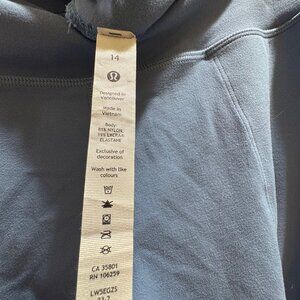 14
Designed in
Vancouver
Made in
Vietnam
Body:
81% NYLON,
19% LYCRA®
ELASTANE
Exclusive of
decoration
Wash with like
colours
CA 35801
RN 106259
LW5EGZS